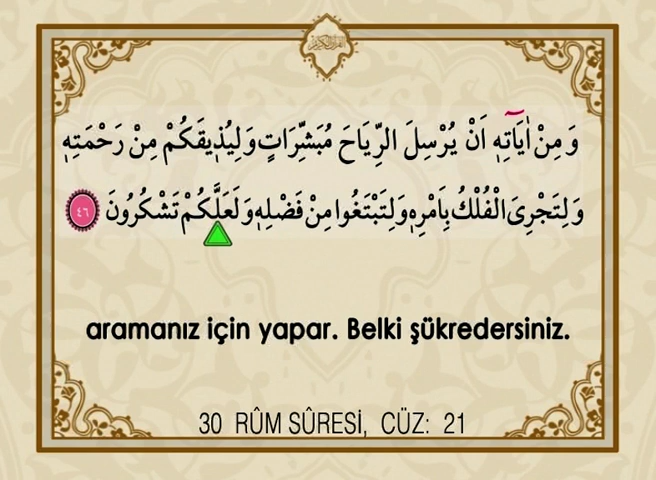 وَمِنْ اٰيَاتِه۪ٓ اَنْ يُرْسِلَ الرِّيَاحَ مُبَشِّرَاتٍ وَلِيُذ۪يقَكُمْ مِنْ رَحْمَتِه۪
وَلِتَجْرِىَ الْفُلْكُ بِاَمْرِه۪ وَلِتَبْتَغُوا مِنْ فَضْلِه۪ وَلَعَلَّكُمْ تَشْكُرُونَ ٤٦
aramanız için yapar. Belki şükredersiniz.
30 RÛM SÛRESİ, CÜZ: 21